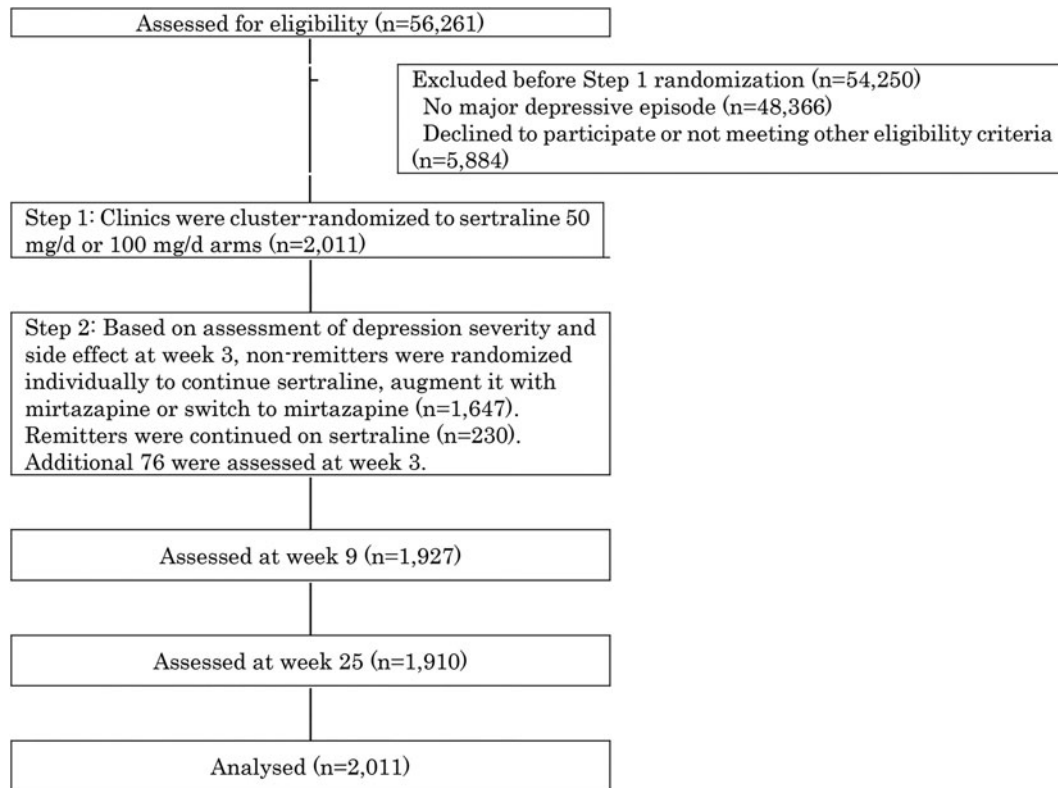 Assessed for eligibility (n=56,261)
Excluded before Step 1 randomization (n=54,250)
No major depressive episode (n=48,366)
Declined to participate or not meeting other eligibility criteria
(n=5,884)
Step 1: Clinics were cluster-randomized to sertraline 50
mg/d or 100 mg/d arms (n=2,011)
Step 2: Based on assessment of depression severity and
side effect at week 3, non-remitters were randomized
individually to continue sertraline, augment it with
mirtazapine or switch to mirtazapine (n=1,647).
Remitters were continued on sertraline (n=230).
Additional 76 were assessed at week 3.
Assessed at week 9 (n=1,927)
Assessed at week 25 (n=1,910)
Analysed (n=2,011)